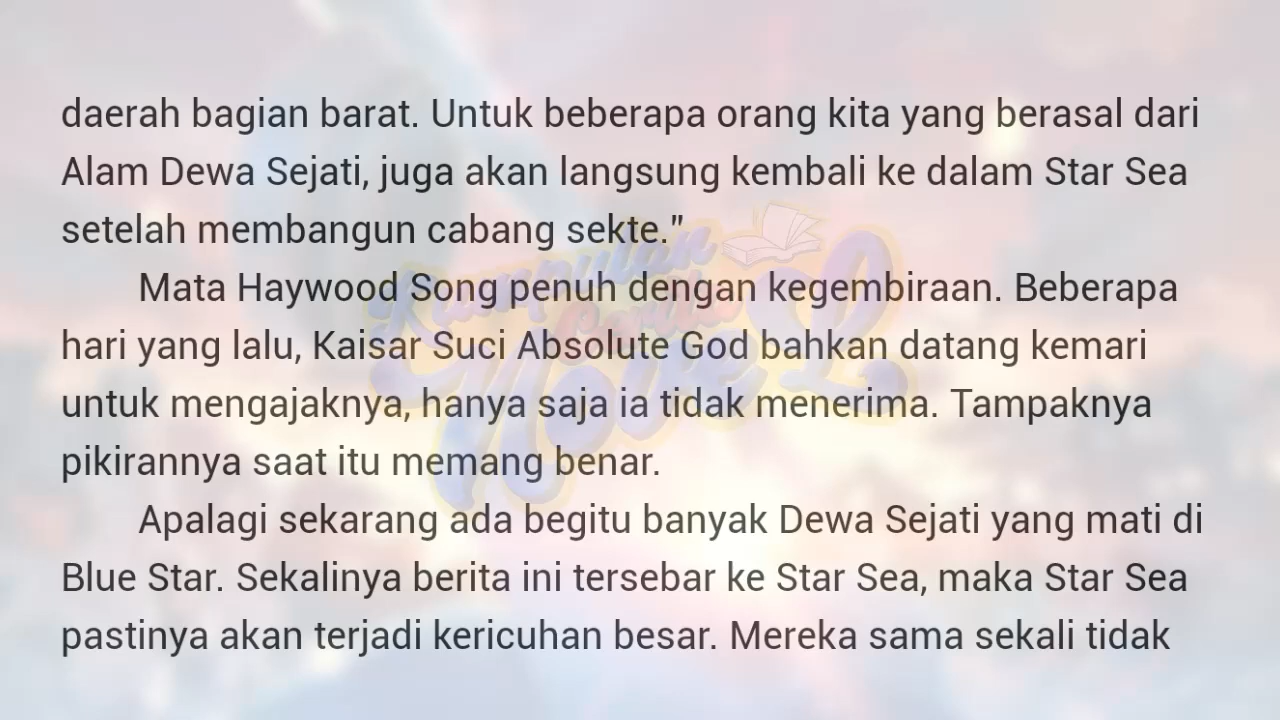 daerah bagian barat. Untuk beberapa orang kita yang berasal dari
Alam Dewa Sejati, juga akan langsung kembali ke dalam Star Sea
setelah membangun cabang sekte."
Mata Haywood Song penuh dengan kegembiraan. Beberapa
hari yang lalu, Kaisar Suci Absolute God bahkan datang kemari
untuk mengajaknya, hanya saja ia tidak menerima. Tampaknya
pikirannya saat itu memang benar.
Apalagi sekarang ada begitu banyak Dewa Sejati yang mati di
Blue Star. Sekalinya berita ini tersebar ke Star Sea, maka Star Sea
pastinya akan terjadi kericuhan besar. Mereka sama sekali tidak
Kumpulan
Cerita
Novel